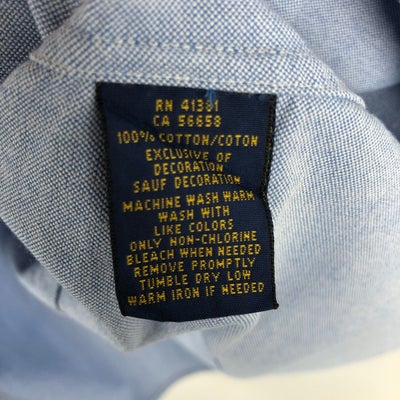 RN 41381
CA 56658
100% COTTON/COTON
EXCLUSIVE OF
DECORATION
SAUF DECORATION
MACHINE WASH WARM
WASH WITH
LIKE COLORS
ONLY NON-CHLORINE
BLEACH WHEN NEEDED
REMOVE PROMPTLY
TUMBLE DRY LOW
WARM IRON IF NEEDED